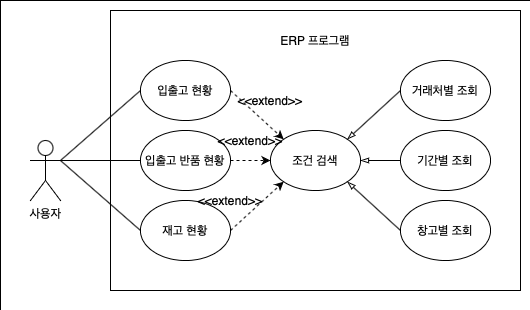 ERP 프로그램
입출고 현황
<<extend>>
거래처별 조회
입출고 반품 현황
<<extend>>
조건 검색
기간별 조회
사용자
재고 현황
<<extend>>
창고별 조회